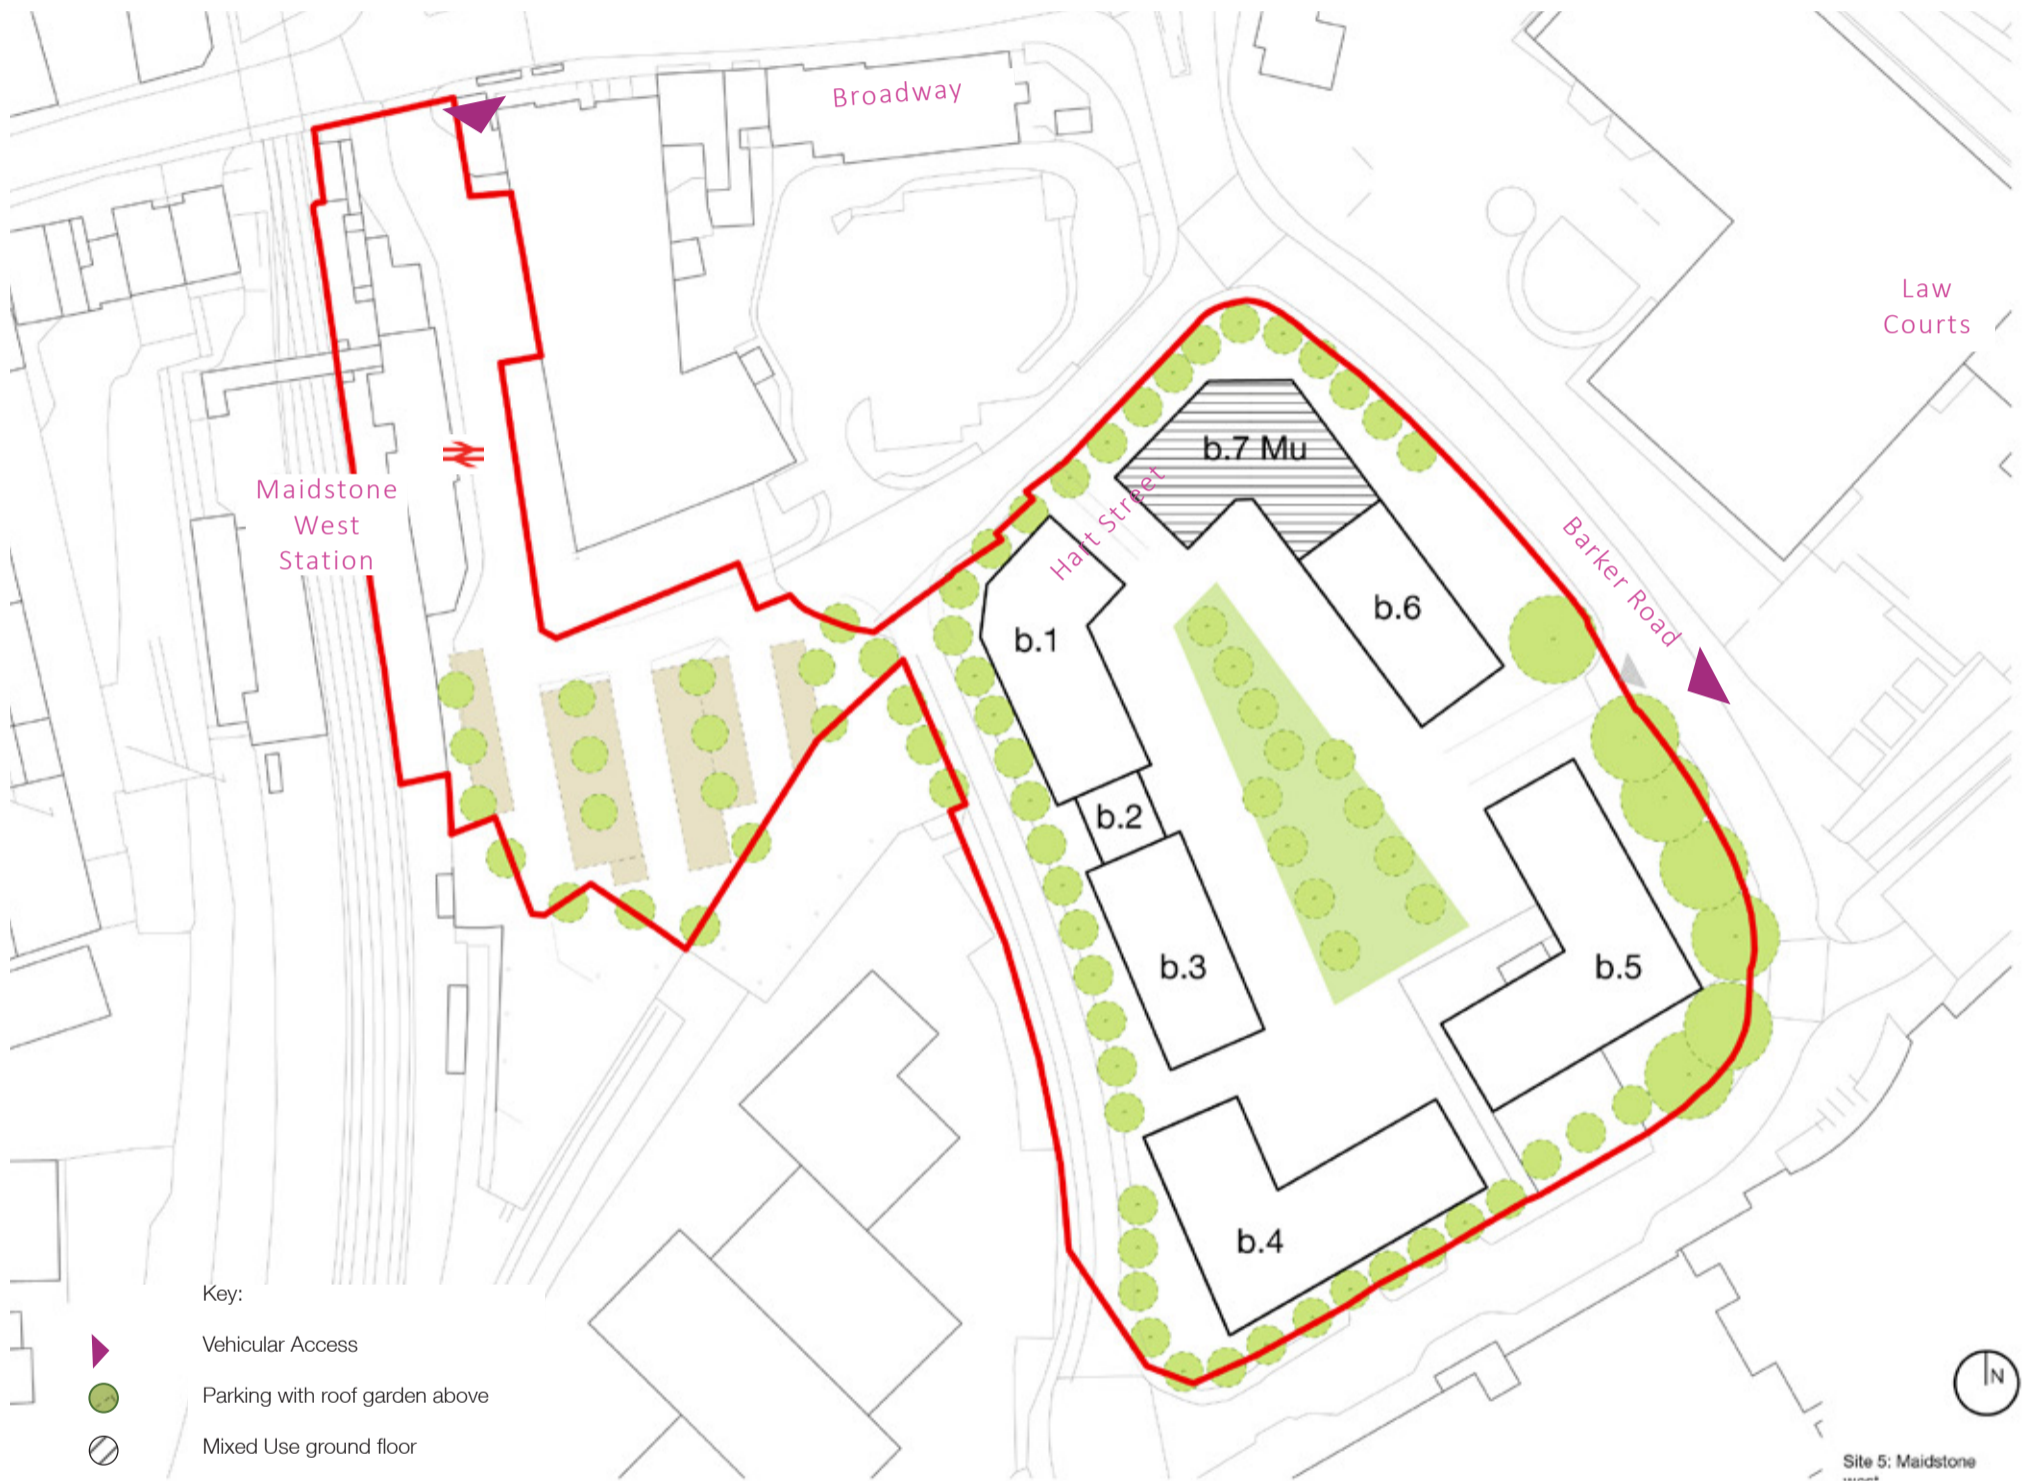 Broadway
Law
Courts
b.7 Mu
Maidstone
West
Station
Hart Street
Barker Road
b.6
b.1
b.2
b.3
b.5
b.4
Key:
Vehicular Access
Parking with roof garden above
Mixed Use ground floor
N
Site 5: Maidstone
west